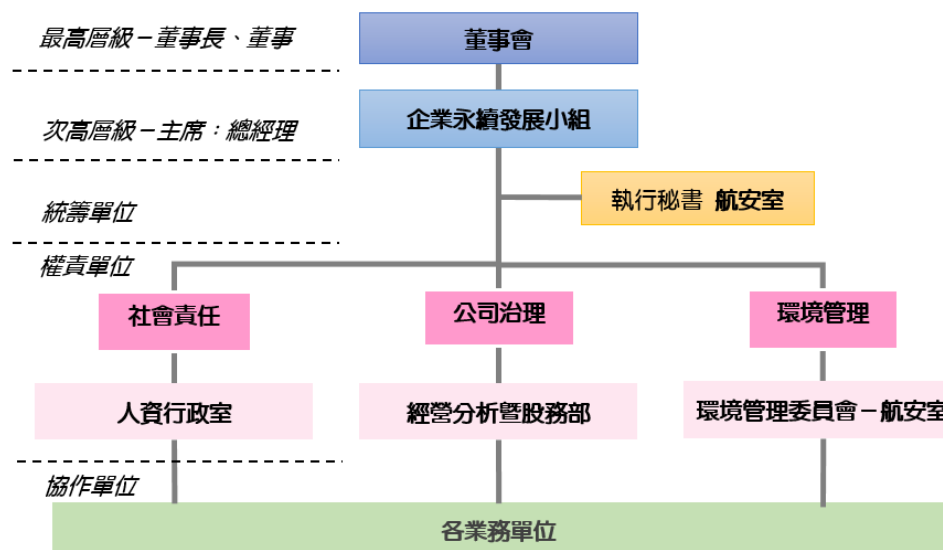 最高層級－董事長、董事
董事會
次高層級－主席：總經理
企業永續發展小組
執行秘書 航安室
統籌單位
權責單位
社會責任
公司治理
環境管理
人資行政室
經營分析暨股務部
環境管理委員會－航安室
協作單位
各業務單位